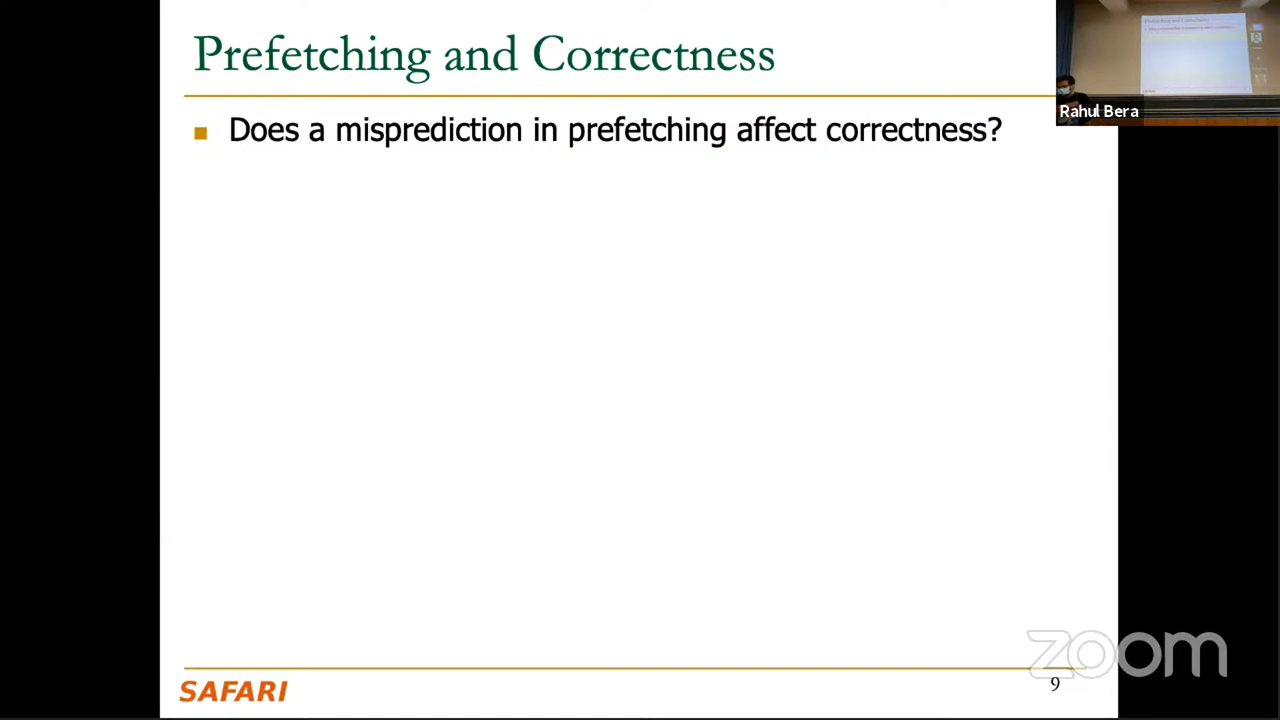 Prefetching and Correctness
Does a misprediction in prefetching affect correctness?
Rahul Bera
SAFARI
9
zoom